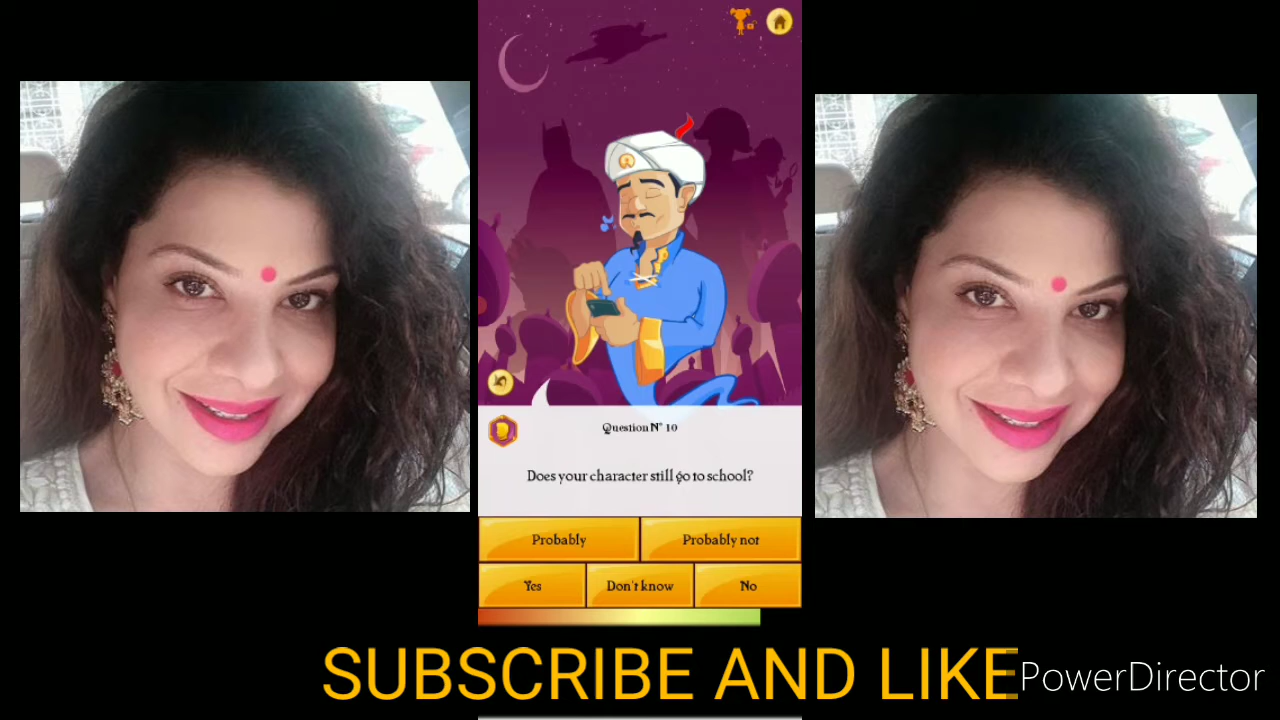 Question N° 10
Does your character still go to school?
Probably
Probably not
Yes
Don't know
No
SUBSCRIBE AND LIKE
PowerDirector